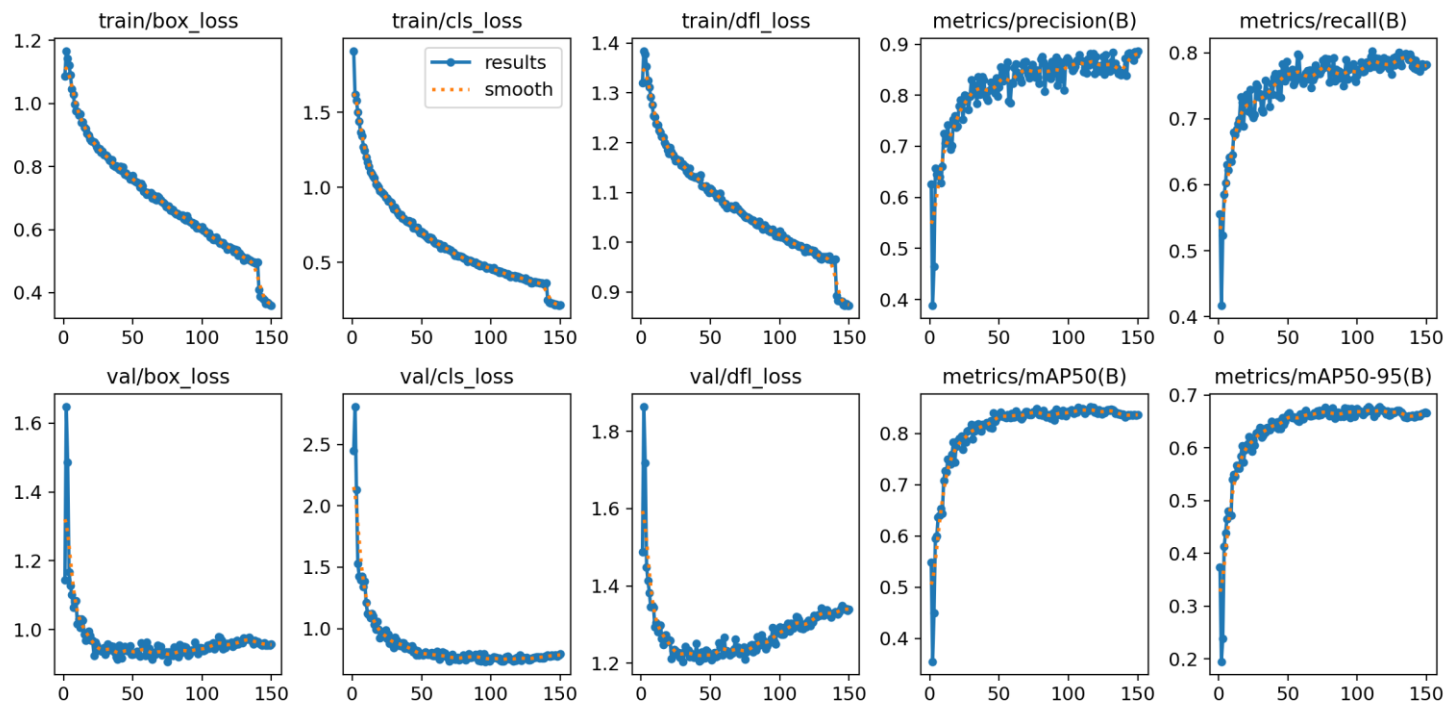 train/box_loss
train/cls_loss
train/dfl_loss
metrics/precision(B)
metrics/recall(B)
1.2
1.0
0.8
0.6
0.4
0 50 100 150
results
smooth
1.5
1.0
0.5
0 50 100 150
1.4
1.3
1.2
1.1
1.0
0.9
0 50 100 150
0.9
0.8
0.7
0.6
0.5
0.4
0 50 100 150
0.8
0.7
0.6
0.5
0.4
0 50 100 150
val/box_loss
val/cls_loss
val/dfl_loss
metrics/mAP50(B)
metrics/mAP50-95(B)
1.6
1.4
1.2
1.0
0 50 100 150
2.5
2.0
1.5
1.0
0 50 100 150
1.8
1.6
1.4
1.2
0 50 100 150
0.8
0.7
0.6
0.5
0.4
0 50 100 150
0.7
0.6
0.5
0.4
0.3
0.2
0 50 100 150